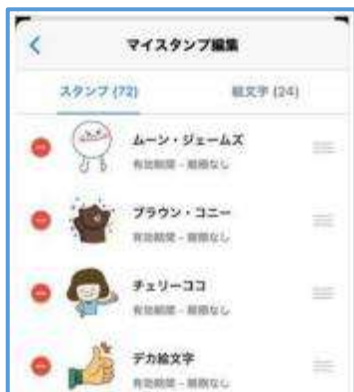 マイスタンプ編集
スタンプ (72)
絵文字 (24)
ムーン・ジェームズ
有効期間 - 期限なし
ブラウン・コニー
有効期間 - 期限なし
チェリーココ
有効期間 - 期限なし
デカ絵文字
有効期間 - 期限なし